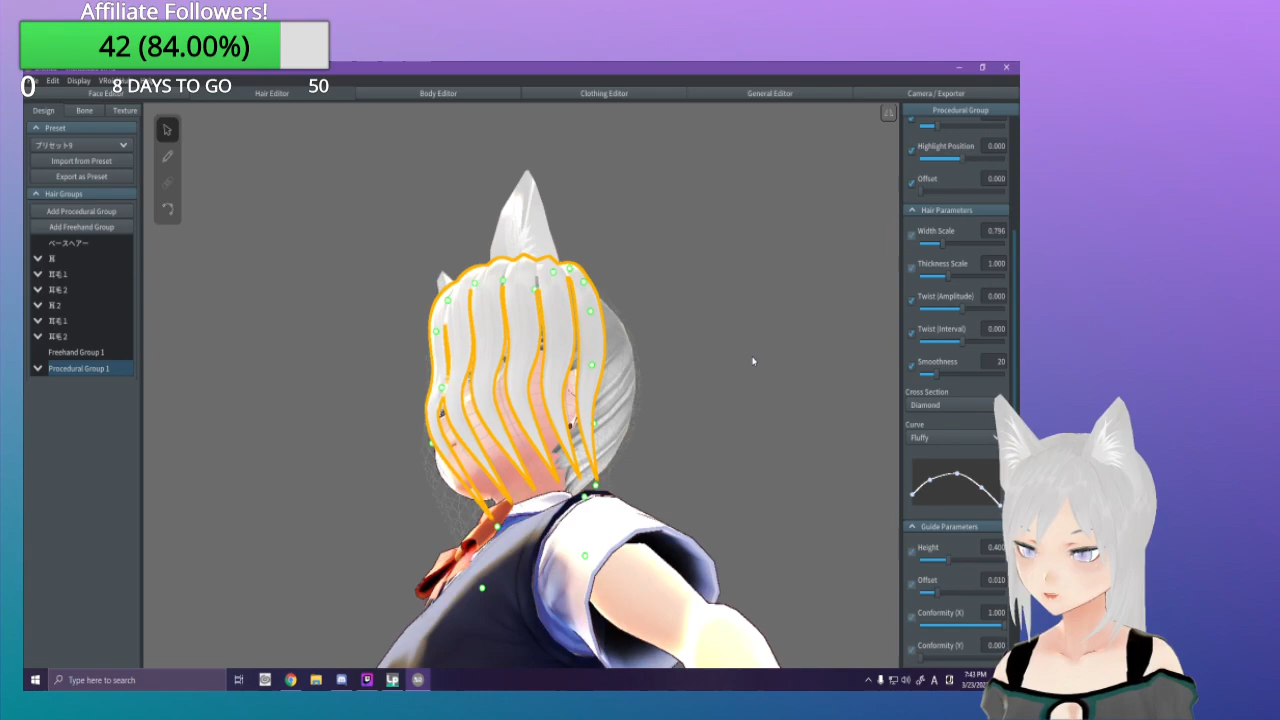 Affiliate Followers!
42 (84.00%)
0
8 DAYS TO GO
50
Edit
Display
Face Editor
Hair Editor
Body Editor
Clothing Editor
General Editor
Camera / Exporter
Design
Bone
Texture
Procedural Group
Preset
プリセット9
Import from Preset
Export as Preset
Hair Groups
Add Procedural Group
Add Freehand Group
ベースヘアー
耳
耳毛1
耳毛2
耳2
耳毛1
耳毛2
Freehand Group 1
Procedural Group 1
Highlight Position
0.000
Offset
0.000
Hair Parameters
Width Scale
0.796
Thickness Scale
1.000
Twist (Amplitude)
0.000
Twist (Interval)
0.000
Smoothness
20
Cross Section
Diamond
Curve
Fluffy
Guide Parameters
Height
0.400
Offset
0.010
Conformity (X)
1.000
Conformity (Y)
0.000
Type here to search
7:43 PM